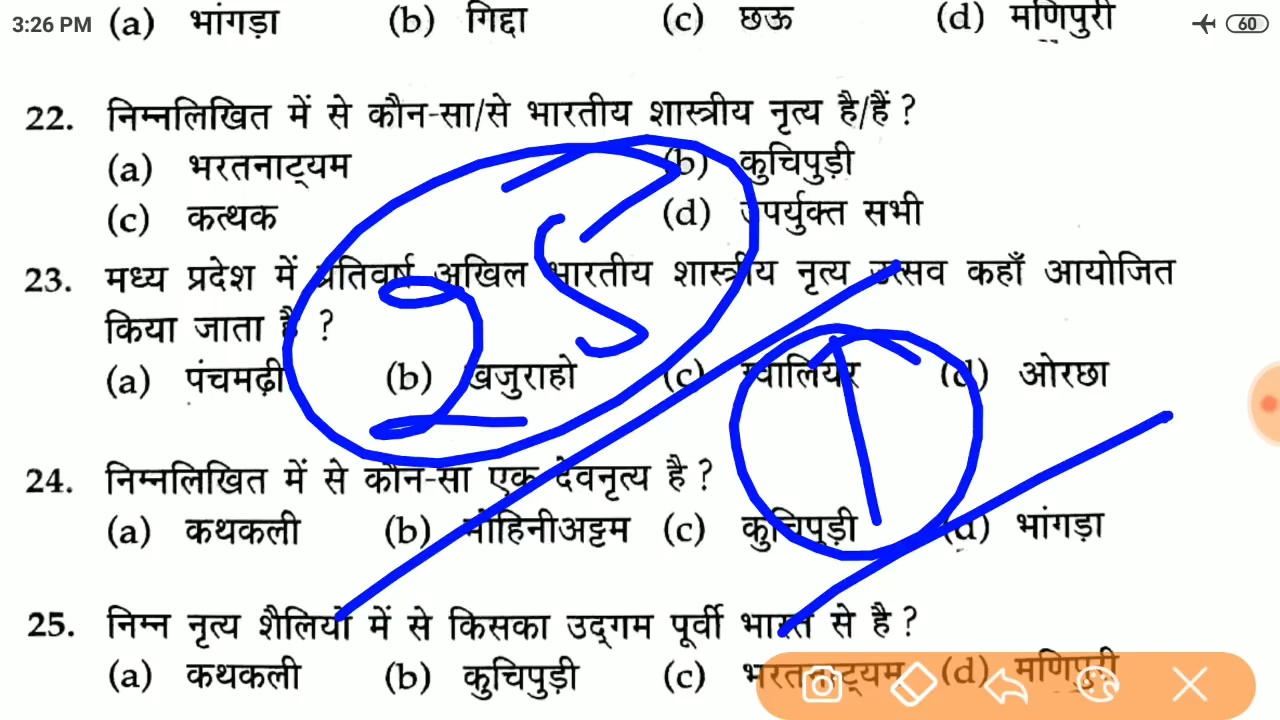 3:26 PM (a) भांगड़ा (b) गिद्दा (c) छऊ (d) मणिपुरी 60
22. निम्नलिखित में से कौन-सा/से भारतीय शास्त्रीय नृत्य है/हैं ?
(a) भरतनाट्यम (b) कुचिपुड़ी
(c) कत्थक (d) उपर्युक्त सभी
23. मध्य प्रदेश में प्रतिवर्ष अखिल भारतीय शास्त्रीय नृत्य उत्सव कहाँ आयोजित
किया जाता है ?
(a) पंचमढ़ी (b) खजुराहो (c) ग्वालियर (d) ओरछा
24. निम्नलिखित में से कौन-सा एक देवनृत्य है ?
(a) कथकली (b) मोहिनीअट्टम (c) कुचिपुड़ी (d) भांगड़ा
25. निम्न नृत्य शैलियों में से किसका उद्गम पूर्वी भारत से है ?
(a) कथकली (b) कुचिपुड़ी (c) भरतनाट्यम (d) मणिपुरी
25
1